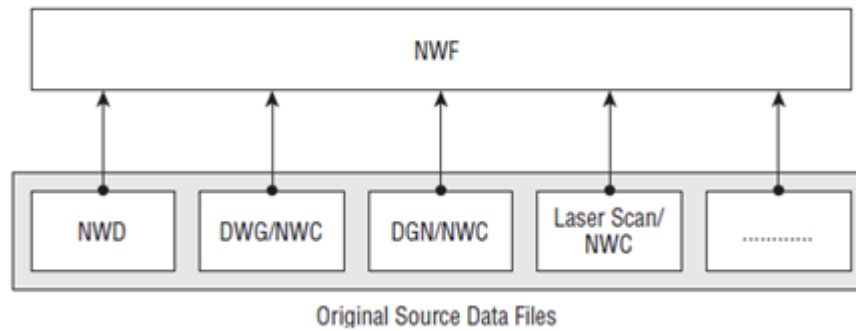 NWF
NWD
DWG/NWC
DGN/NWC
Laser Scan/
NWC
............
Original Source Data Files